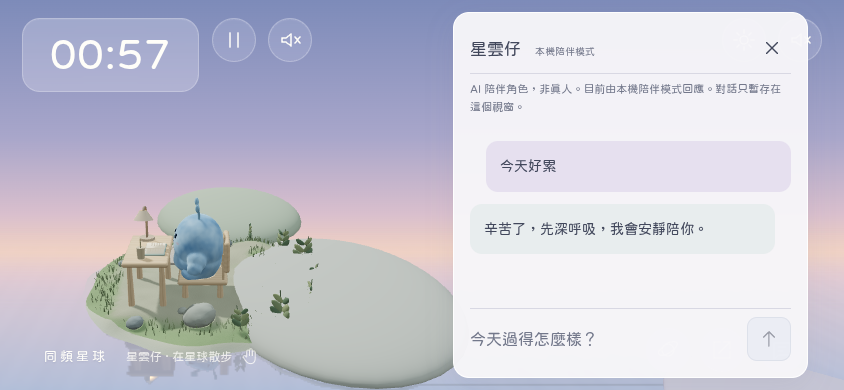 00:57
星雲仔 本機陪伴模式
AI 陪伴角色，非真人。目前由本機陪伴模式回應。對話只暫存在
這個視窗。
今天好累
辛苦了，先深呼吸，我會安靜陪你。
今天過得怎麼樣？
同頻星球 星雲仔·在星球散步